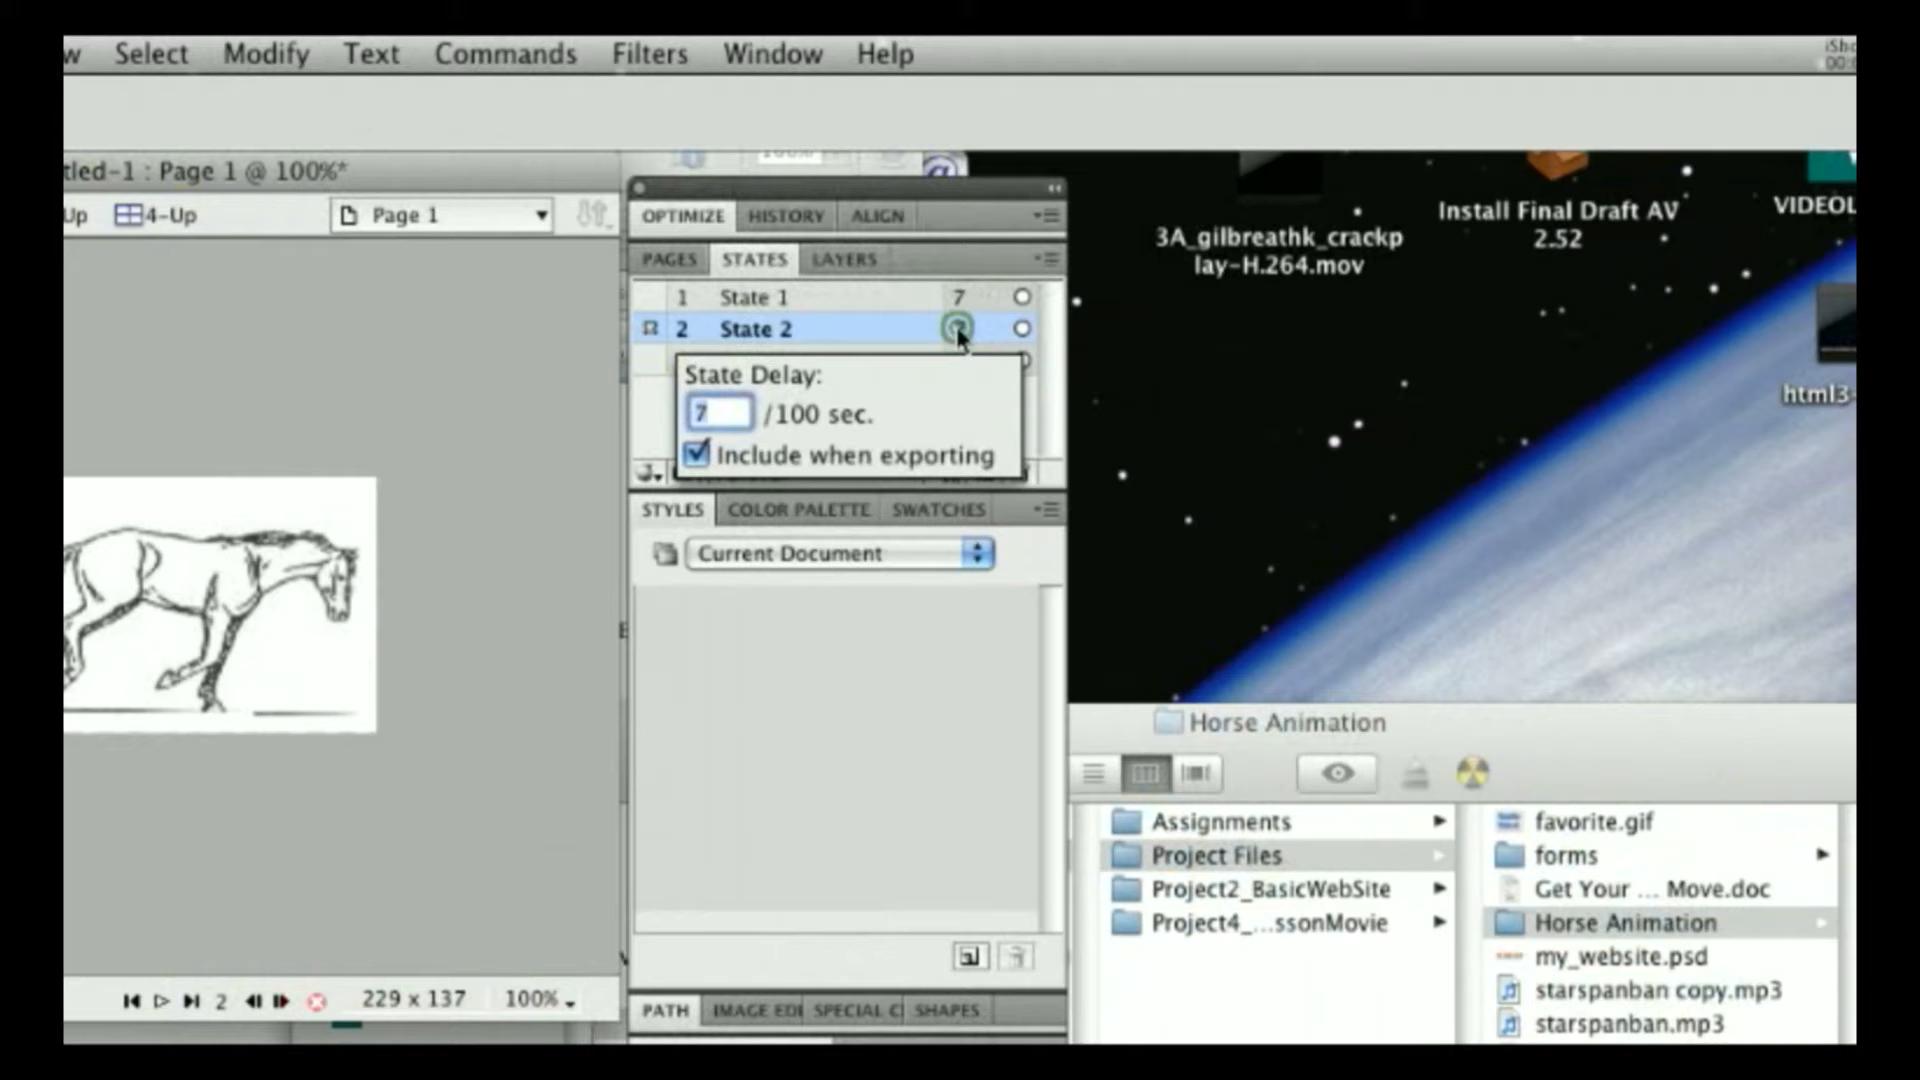 w Select Modify Text Commands Filters Window Help
iSho
00:
tled-1 : Page 1 @ 100%*
Up 4-Up Page 1
100%
OPTIMIZE HISTORY ALIGN
PAGES STATES LAYERS
1 State 1 7
2 State 2
State Delay:
7 /100 sec.
Include when exporting
STYLES COLOR PALETTE SWATCHES
Current Document
PATH IMAGE EDI SPECIAL C SHAPES
2 229 x 137 100%
3A_gilbreathk_crackp
lay-H.264.mov
Install Final Draft AV
2.52
VIDEOL
html3-
Horse Animation
Assignments
Project Files
Project2_BasicWebSite
Project4_...ssonMovie
favorite.gif
forms
Get Your ... Move.doc
Horse Animation
my_website.psd
starspanban copy.mp3
starspanban.mp3